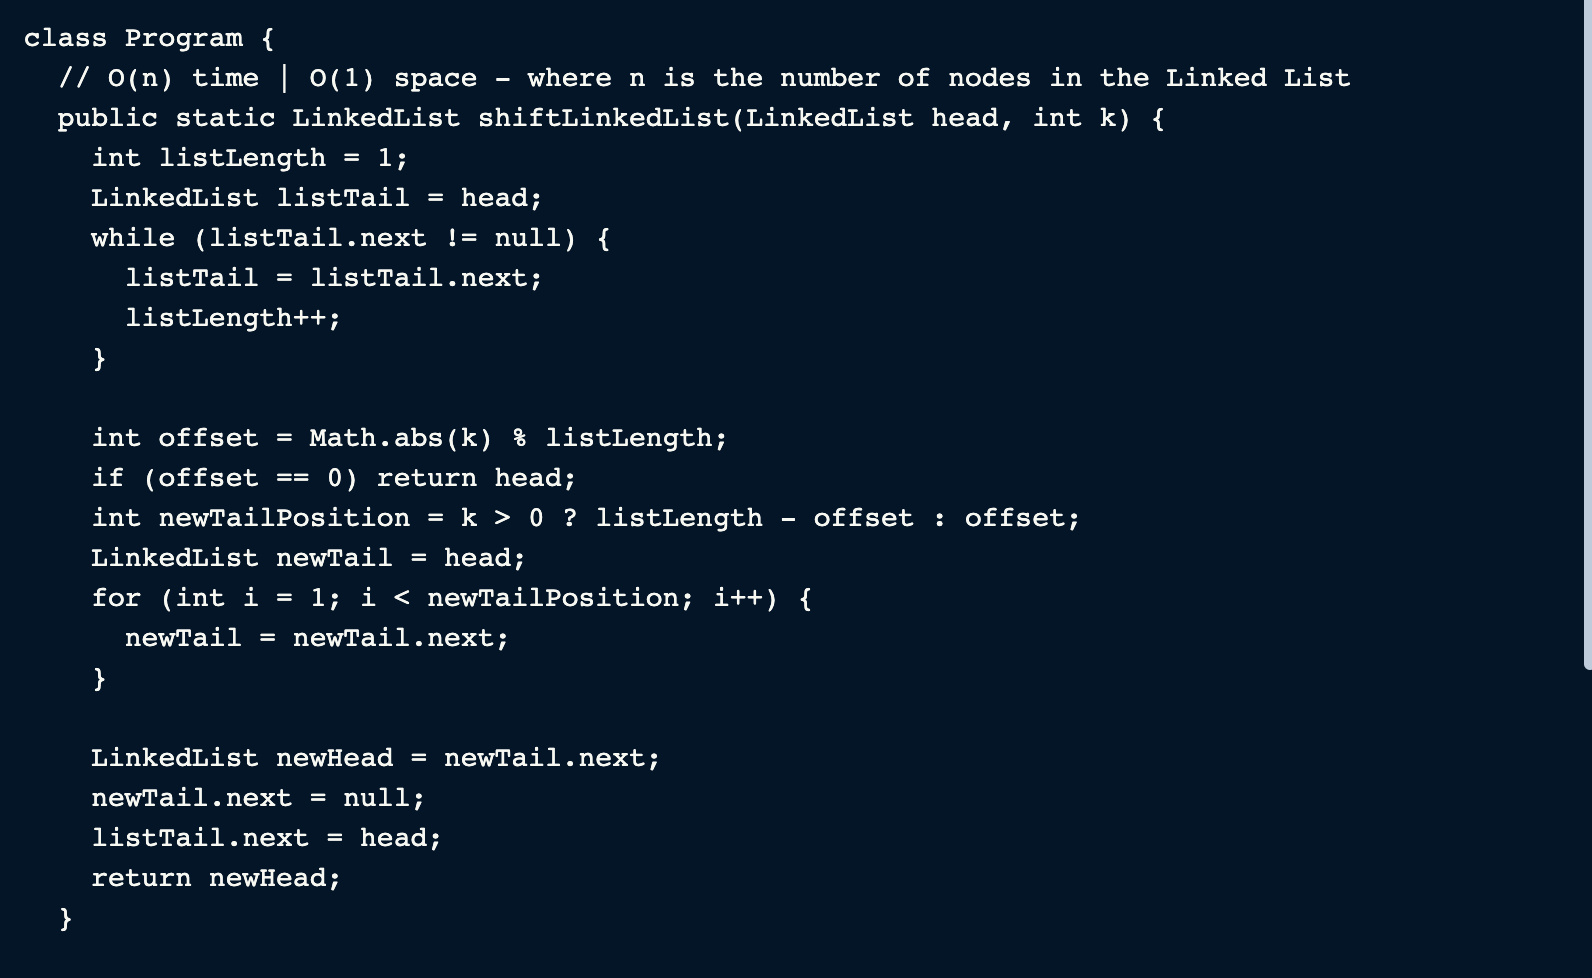 class Program {
// O(n) time | O(1) space – where n is the number of nodes in the Linked List
public static LinkedList shiftLinkedList(LinkedList head, int k) {
int listLength = 1;
LinkedList listTail = head;
while (listTail.next != null) {
listTail = listTail.next;
listLength++;
}
int offset = Math.abs(k) % listLength;
if (offset == 0) return head;
int newTailPosition = k > 0 ? listLength – offset : offset;
LinkedList newTail = head;
for (int i = 1; i < newTailPosition; i++) {
newTail = newTail.next;
}
LinkedList newHead = newTail.next;
newTail.next = null;
listTail.next = head;
return newHead;
}